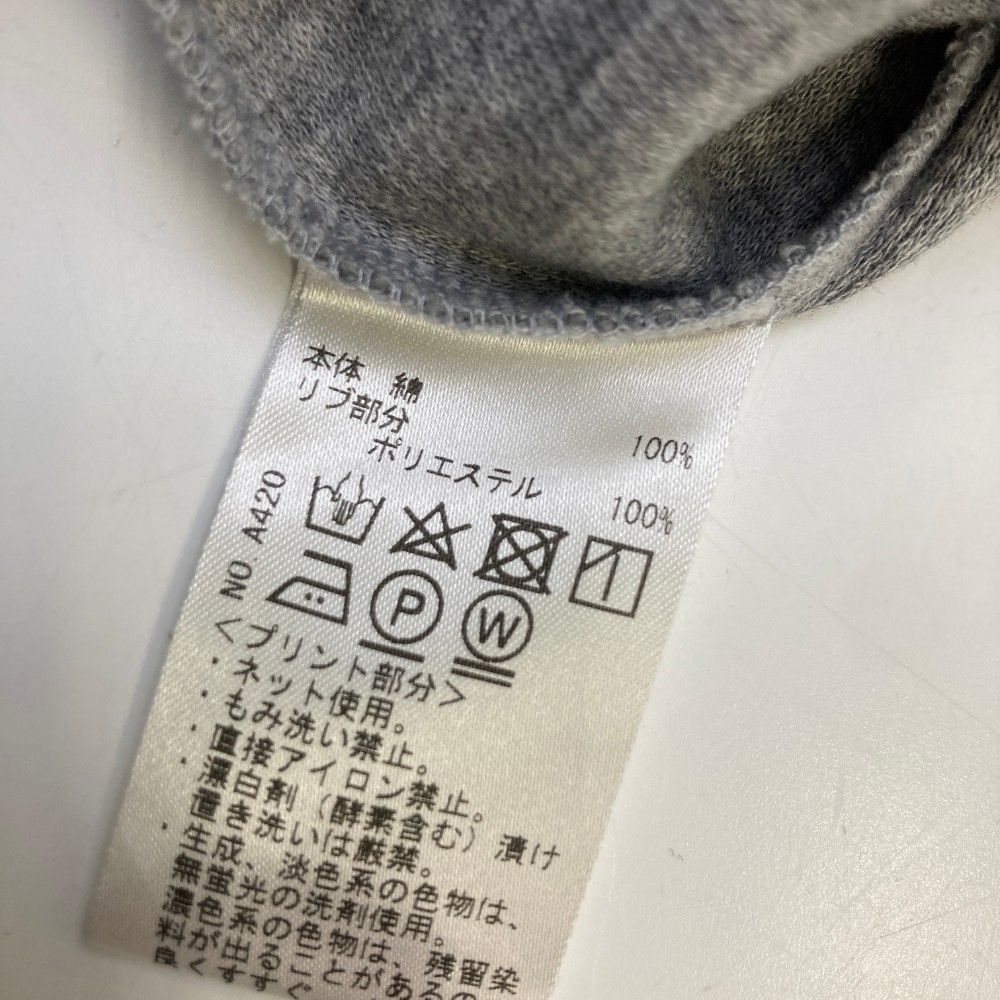 本体 綿 100%
リブ部分
ポリエステル 100%
NO. A420
P
W
<プリント部分>
・ネット使用。
・もみ洗い禁止。
・直接アイロン禁止。
・漂白剤(酵素含む)漬け
置き洗いは厳禁。
・生成、淡色系の色物は、
無蛍光の洗剤使用。
濃色系の色物は、残留染
料が出ることがあるの
良くすすぐ